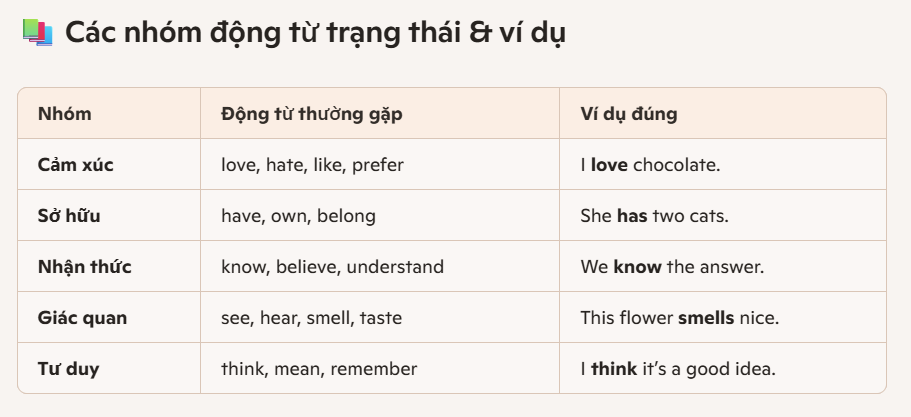 Các nhóm động từ trạng thái & ví dụ
Nhóm Động từ thường gặp Ví dụ đúng
Cảm xúc love, hate, like, prefer I love chocolate.
Sở hữu have, own, belong She has two cats.
Nhận thức know, believe, understand We know the answer.
Giác quan see, hear, smell, taste This flower smells nice.
Tư duy think, mean, remember I think it’s a good idea.